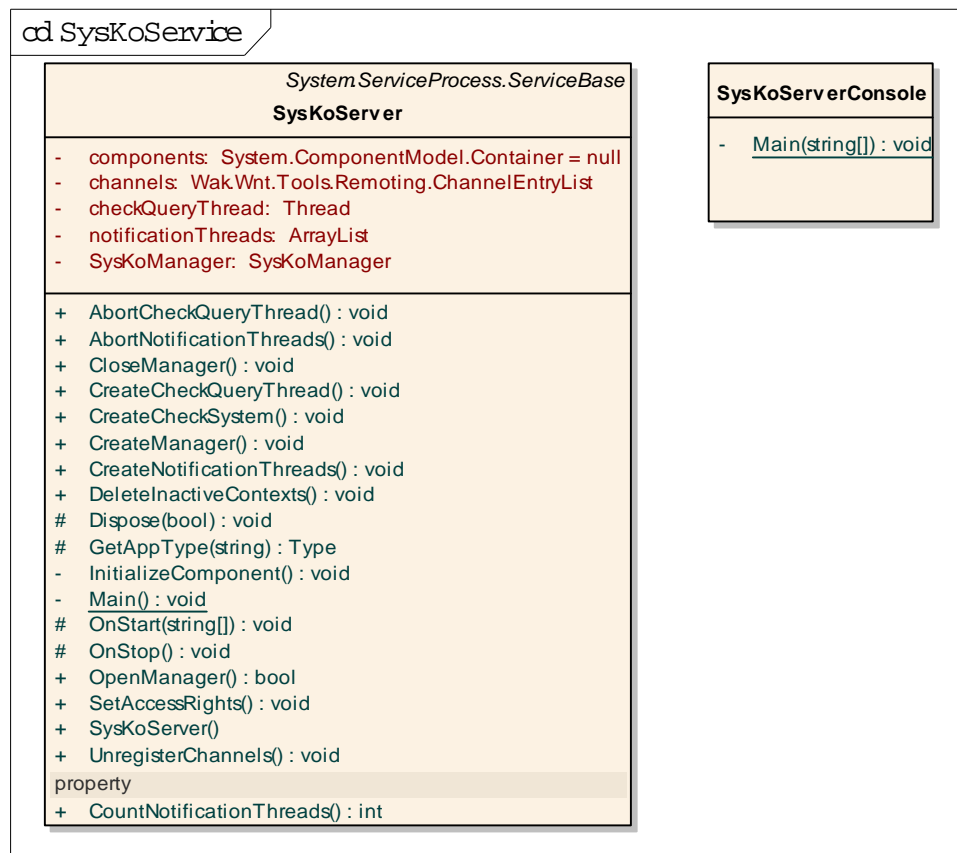 cd SysKoService
System.ServiceProcess.ServiceBase
SysKoServer
- components: System.ComponentModel.Container = null
- channels: Wak.Wnt.Tools.Remoting.ChannelEntryList
- checkQueryThread: Thread
- notificationThreads: ArrayList
- SysKoManager: SysKoManager
+ AbortCheckQueryThread() : void
+ AbortNotificationThreads() : void
+ CloseManager() : void
+ CreateCheckQueryThread() : void
+ CreateCheckSystem() : void
+ CreateManager() : void
+ CreateNotificationThreads() : void
+ DeleteInactiveContexts() : void
# Dispose(bool) : void
# GetAppType(string) : Type
- InitializeComponent() : void
- Main() : void
# OnStart(string[]) : void
# OnStop() : void
+ OpenManager() : bool
+ SetAccessRights() : void
+ SysKoServer()
+ UnregisterChannels() : void
property
+ CountNotificationThreads() : int
SysKoServerConsole
- Main(string[]) : void